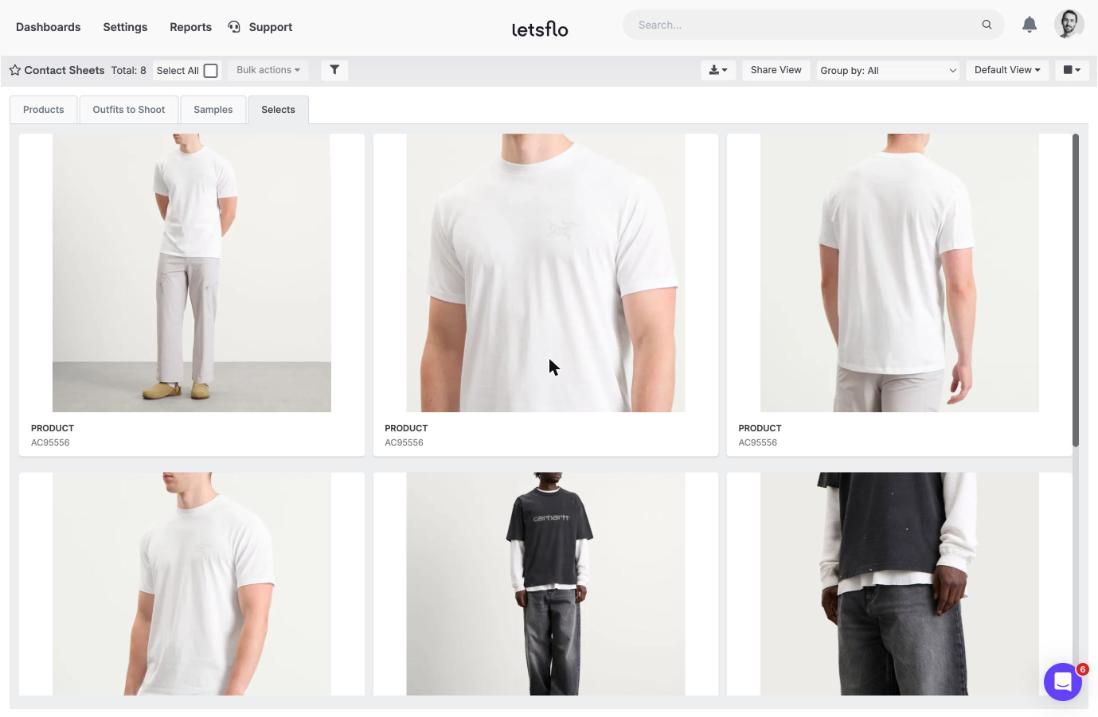 Dashboards Settings Reports Support
letsflo
Search...
Contact Sheets Total: 8 Select All Bulk actions
Share View Group by: All Default View
Products Outfits to Shoot Samples Selects
PRODUCT
AC95556
PRODUCT
AC95556
PRODUCT
AC95556
carhartt
6